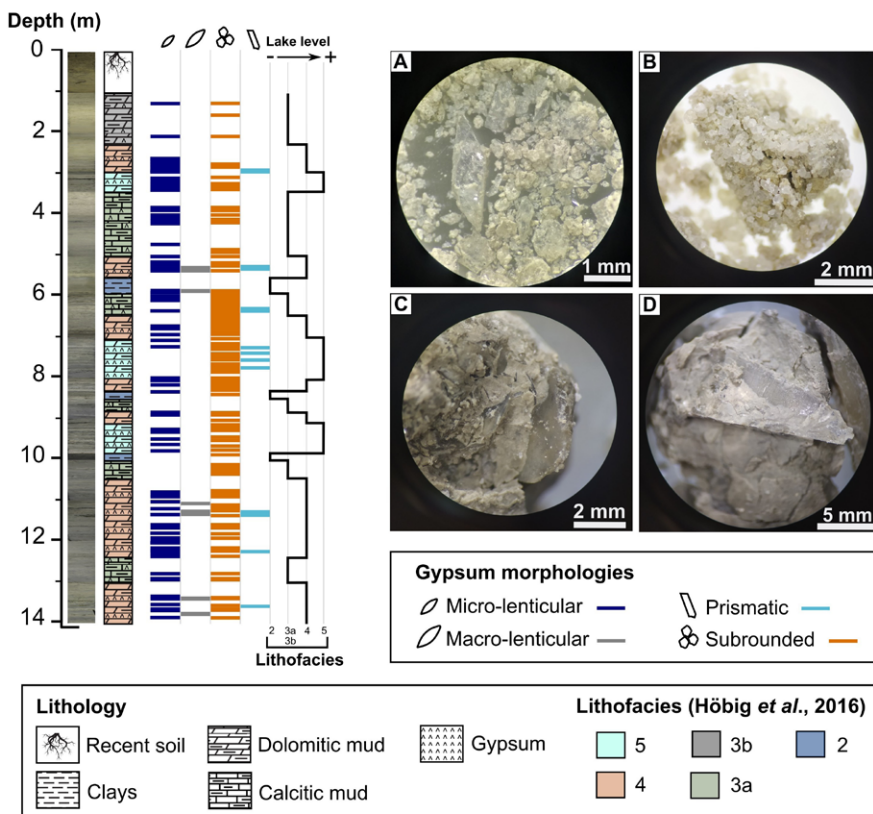 Depth (m)
Lake level
- +
0
2
4
6
8
10
12
14
2 3a 4 5
3b
Lithofacies
A
1 mm
B
2 mm
C
2 mm
D
5 mm
Gypsum morphologies
Micro-lenticular
Prismatic
Macro-lenticular
Subrounded
Lithology
Recent soil
Dolomitic mud
Gypsum
Clays
Calcitic mud
Lithofacies (Höbig et al., 2016)
5
3b
2
4
3a